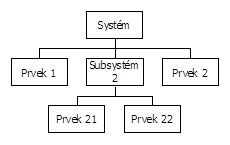 Systém
Prvek 1
Subsystém
2
Prvek 2
Prvek 21
Prvek 22